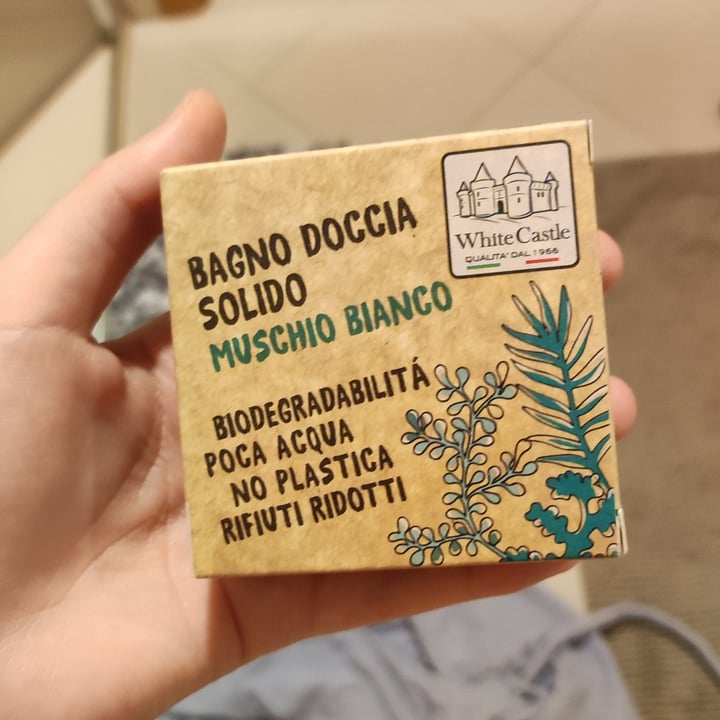 White Castle
QUALITA' DAL 1966
BAGNO DOCCIA
SOLIDO
MUSCHIO BIANCO
BIODEGRADABILITÁ
POCA ACQUA
NO PLASTICA
RIFIUTI RIDOTTI